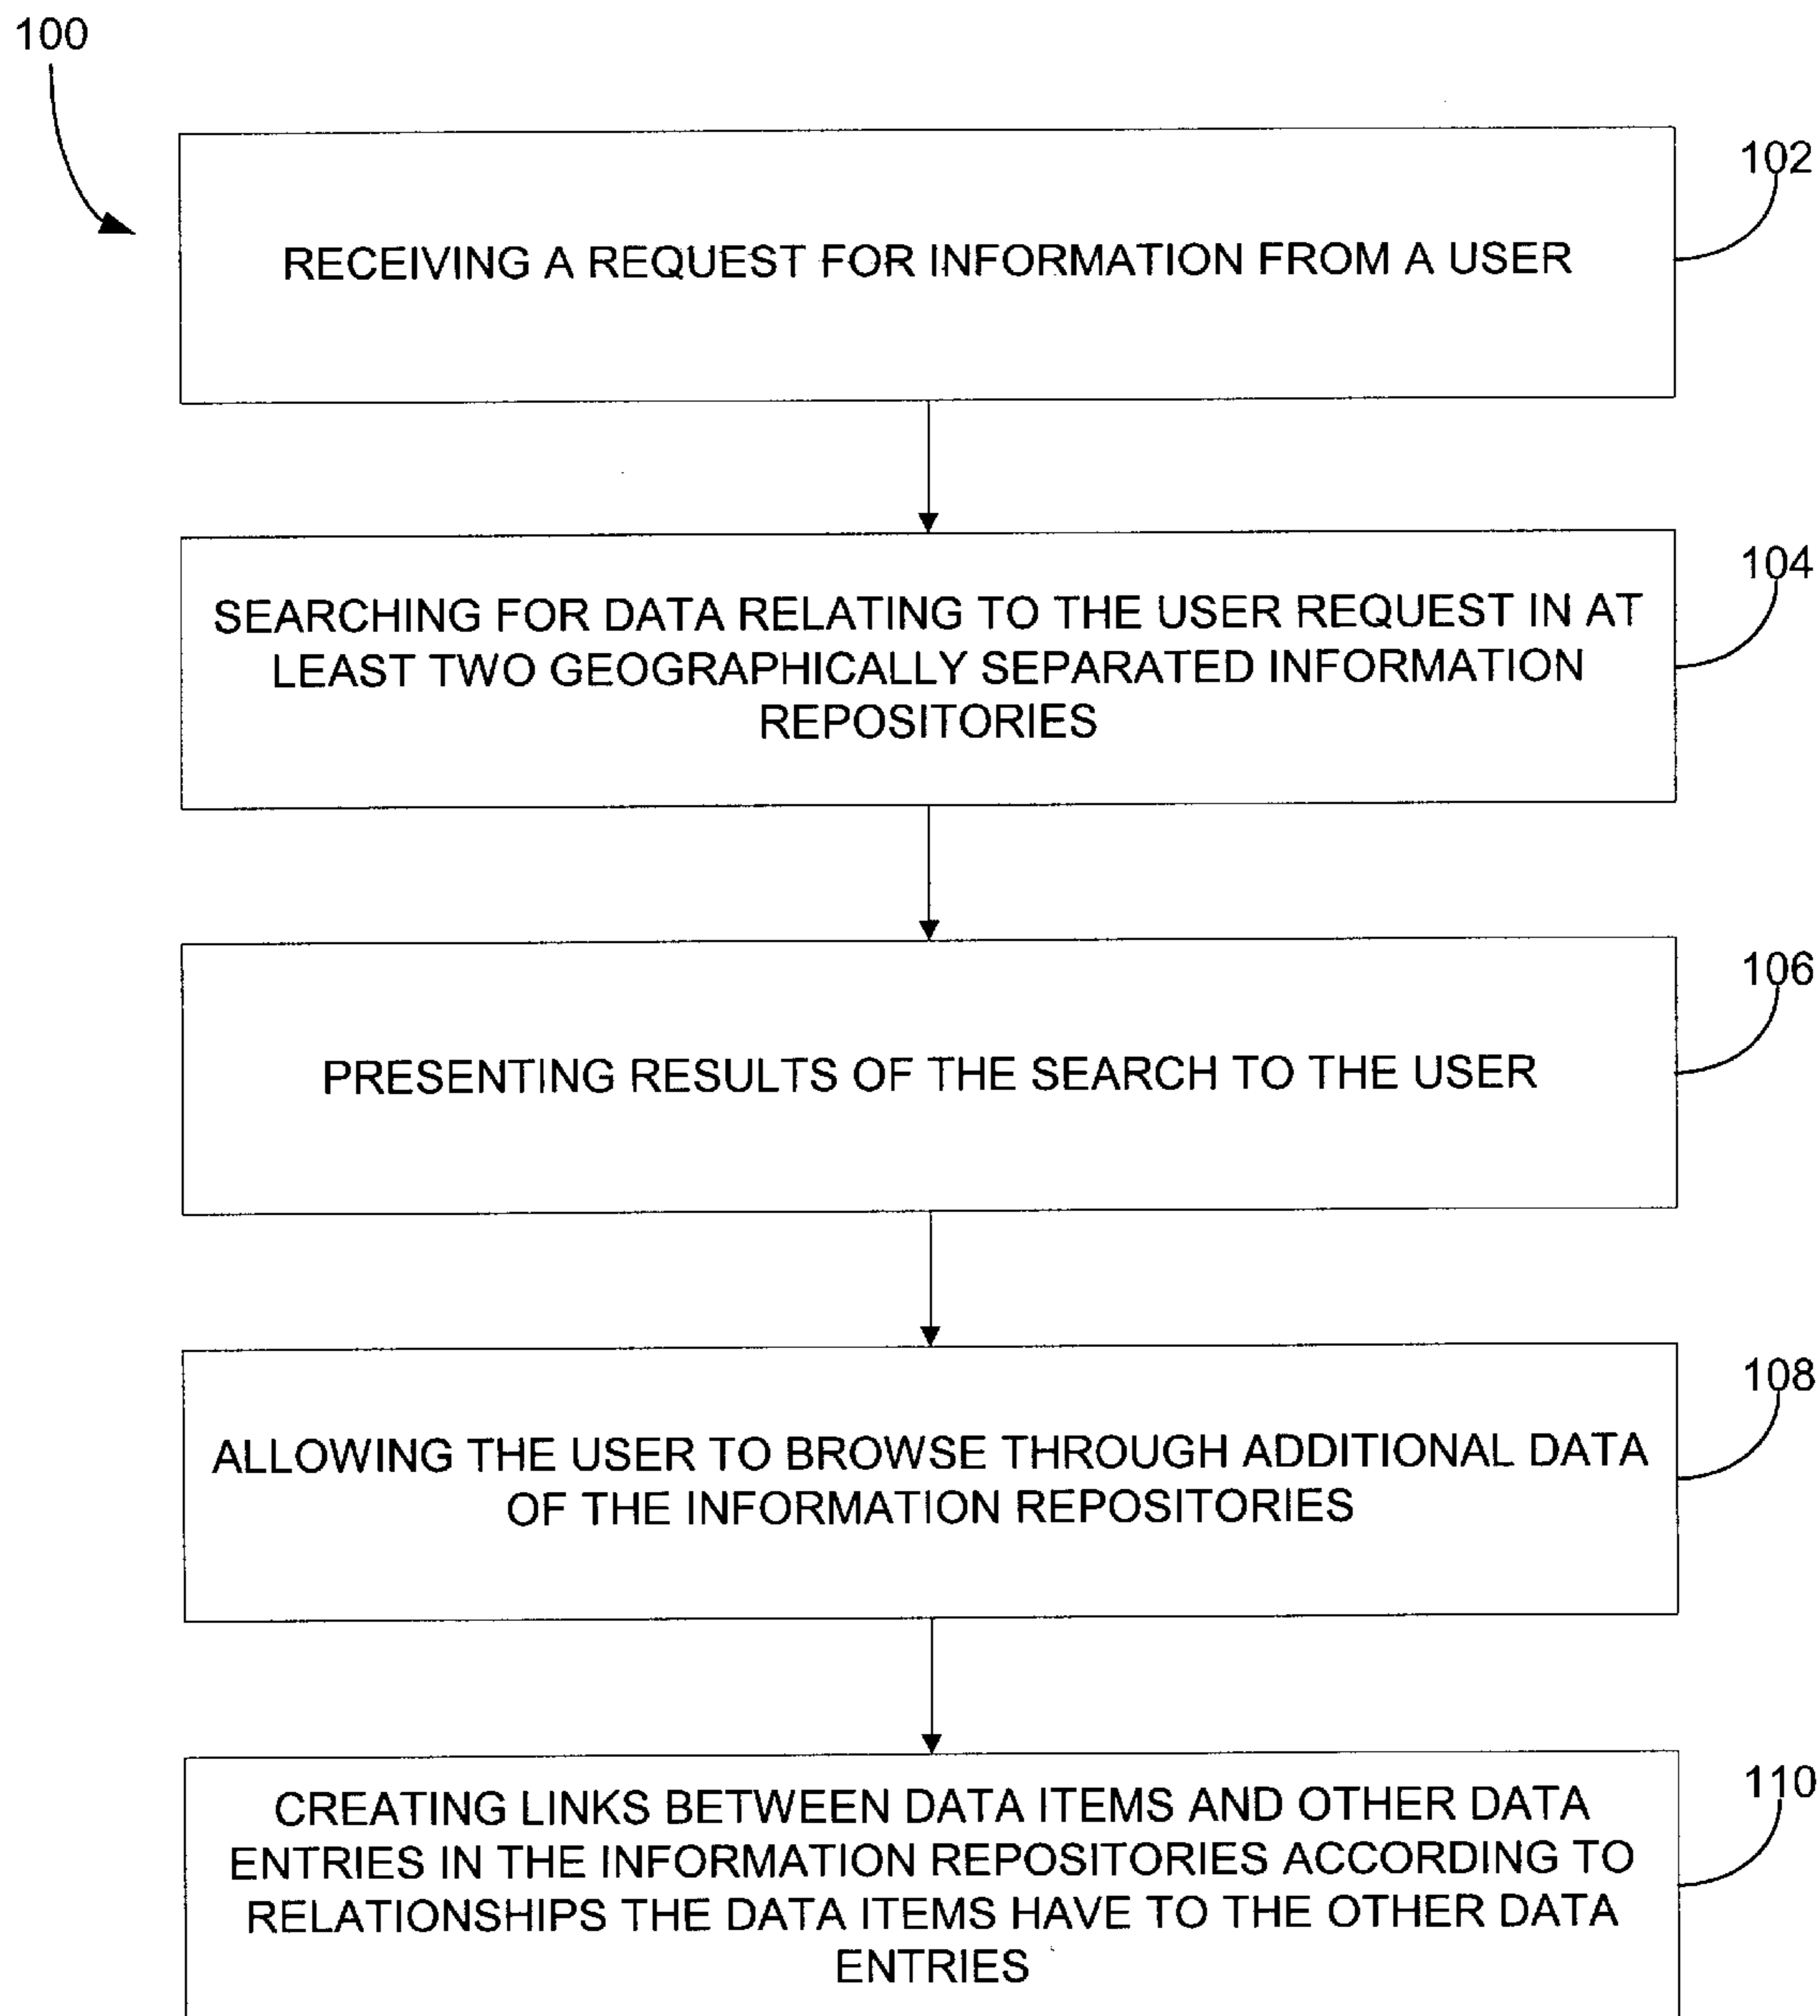 100
102
RECEIVING A REQUEST FOR INFORMATION FROM A USER
104
SEARCHING FOR DATA RELATING TO THE USER REQUEST IN AT
LEAST TWO GEOGRAPHICALLY SEPARATED INFORMATION
REPOSITORIES
106
PRESENTING RESULTS OF THE SEARCH TO THE USER
108
ALLOWING THE USER TO BROWSE THROUGH ADDITIONAL DATA
OF THE INFORMATION REPOSITORIES
110
CREATING LINKS BETWEEN DATA ITEMS AND OTHER DATA
ENTRIES IN THE INFORMATION REPOSITORIES ACCORDING TO
RELATIONSHIPS THE DATA ITEMS HAVE TO THE OTHER DATA
ENTRIES